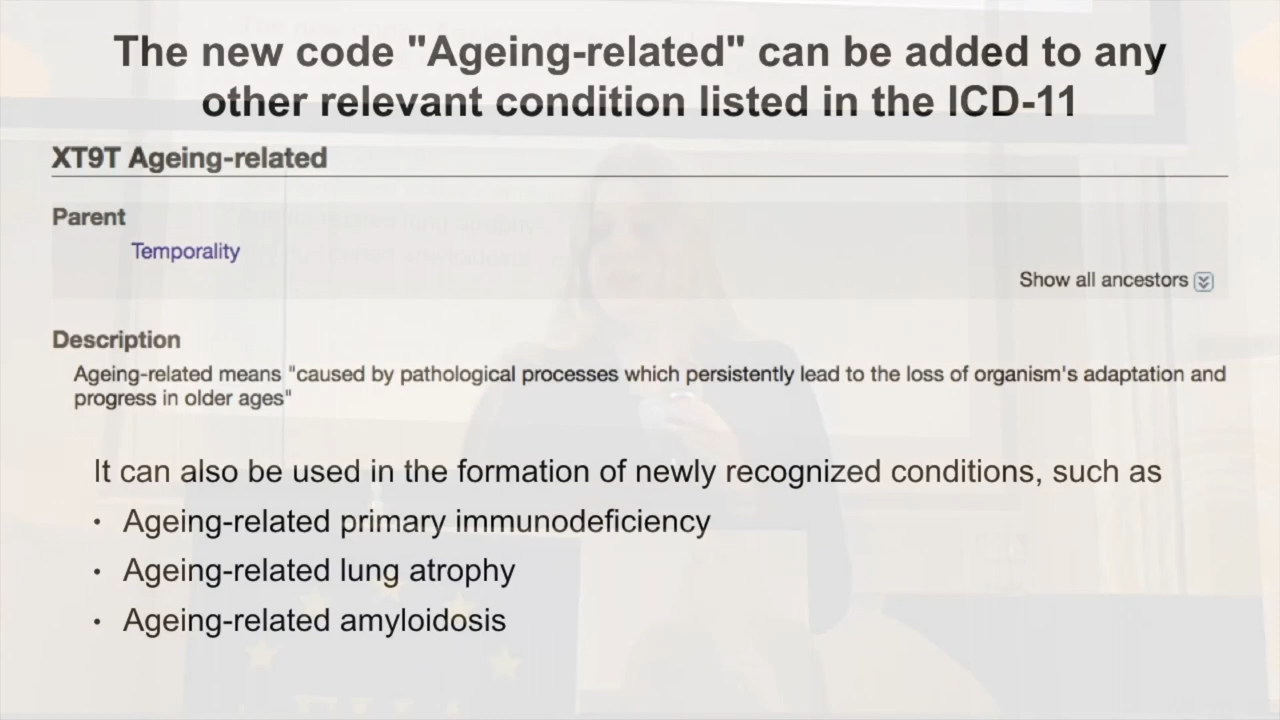 The new code "Ageing-related" can be added to any
other relevant condition listed in the ICD-11
XT9T Ageing-related
Parent
Temporality
Show all ancestors
Description
Ageing-related means "caused by pathological processes which persistently lead to the loss of organism's adaptation and
progress in older ages"
It can also be used in the formation of newly recognized conditions, such as
• Ageing-related primary immunodeficiency
• Ageing-related lung atrophy
• Ageing-related amyloidosis